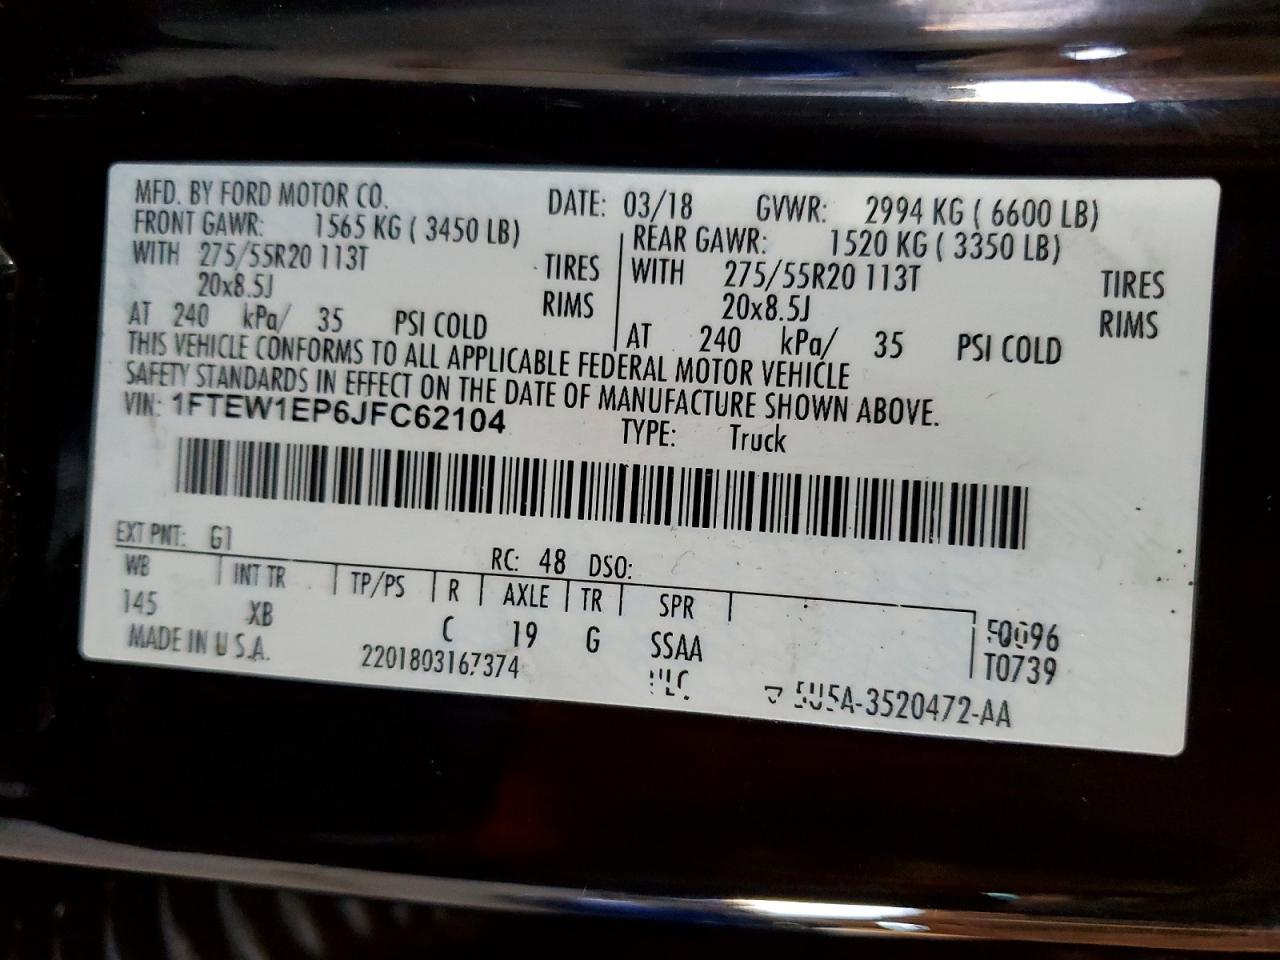 MFD. BY FORD MOTOR CO. DATE: 03/18 GVWR: 2994 KG ( 6600 LB)
FRONT GAWR: 1565 KG ( 3450 LB) REAR GAWR: 1520 KG ( 3350 LB)
WITH 275/55R20 113T TIRES WITH 275/55R20 113T TIRES
20x8.5J RIMS 20x8.5J RIMS
AT 240 kPa/ 35 PSI COLD AT 240 kPa/ 35 PSI COLD
THIS VEHICLE CONFORMS TO ALL APPLICABLE FEDERAL MOTOR VEHICLE
SAFETY STANDARDS IN EFFECT ON THE DATE OF MANUFACTURE SHOWN ABOVE.
VIN: 1FTEW1EP6JFC62104 TYPE: Truck
EXT PNT: G1 RC: 48 DSO:
WB INT TR TP/PS R AXLE TR SPR
145 XB C 19 G SSAA F0096
T0739
MADE IN U.S.A. 2201803167374 5U5A-3520472-AA